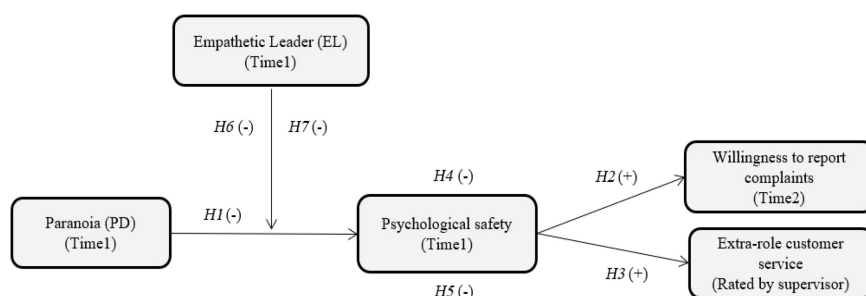 Empathetic Leader (EL)
(Time1)
H6 (-)
H7 (-)
H4 (-)
H2 (+)
Willingness to report
complaints
(Time2)
H1 (-)
Paranoia (PD)
(Time1)
Psychological safety
(Time1)
Extra-role customer
service
(Rated by supervisor)
H3 (+)
H5 (-)